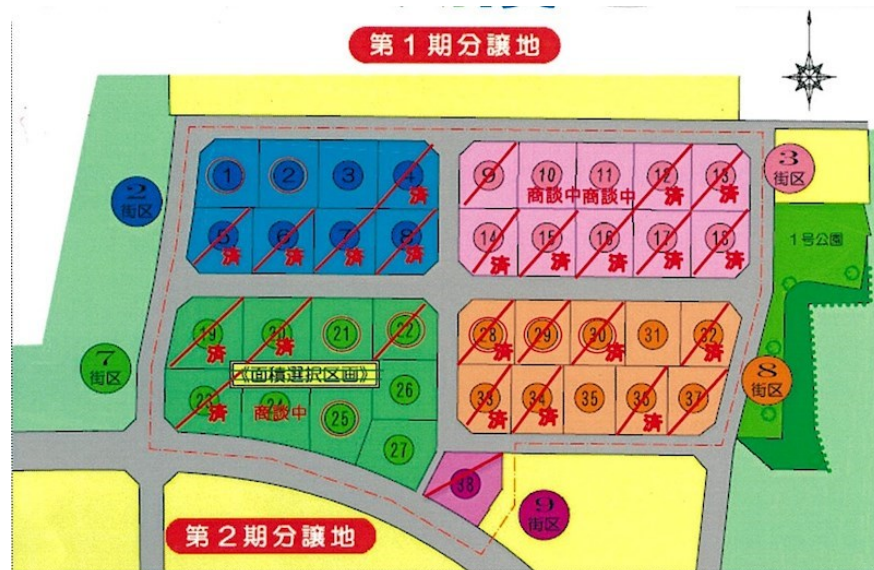 第1期分譲地
1 2 3 4 済
9 10 11 12 済 13 済
商談中 商談中
3
街区
2
街区
5 済 6 済 7 済 8 済
14 済 15 済 16 済 17 済 18 済
1号公園
19 済 20 済 21 22
28 済 29 済 30 済 31 32 済
7
街区
《面積選択区画》
8
街区
23 済 24 商談中 25 26
33 済 34 済 35 36 済 37
27
38
9
街区
第2期分譲地